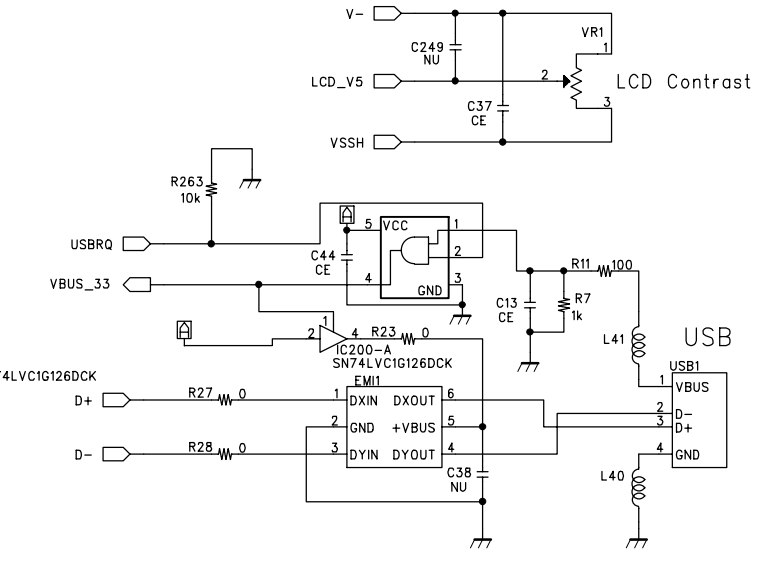 V-
VR1
1
C249
NU
LCD_V5
2
LCD Contrast
C37
CE
3
VSSH
R263
10k
A
5
VCC
1
USBRQ
2
C44
CE
R11
100
VBUS_33
4
3
GND
C13
CE
R7
1k
A
1
2
4
R23
0
L41
USB
IC200-A
SN74LVC1G126DCK
USB1
74LVC1G126DCK
EMI1
1
VBUS
D+
R27
0
1
DXIN
DXOUT
6
2
D-
2
GND
+VBUS
5
3
D+
D-
R28
0
3
DYIN
DYOUT
4
4
GND
C38
NU
L40